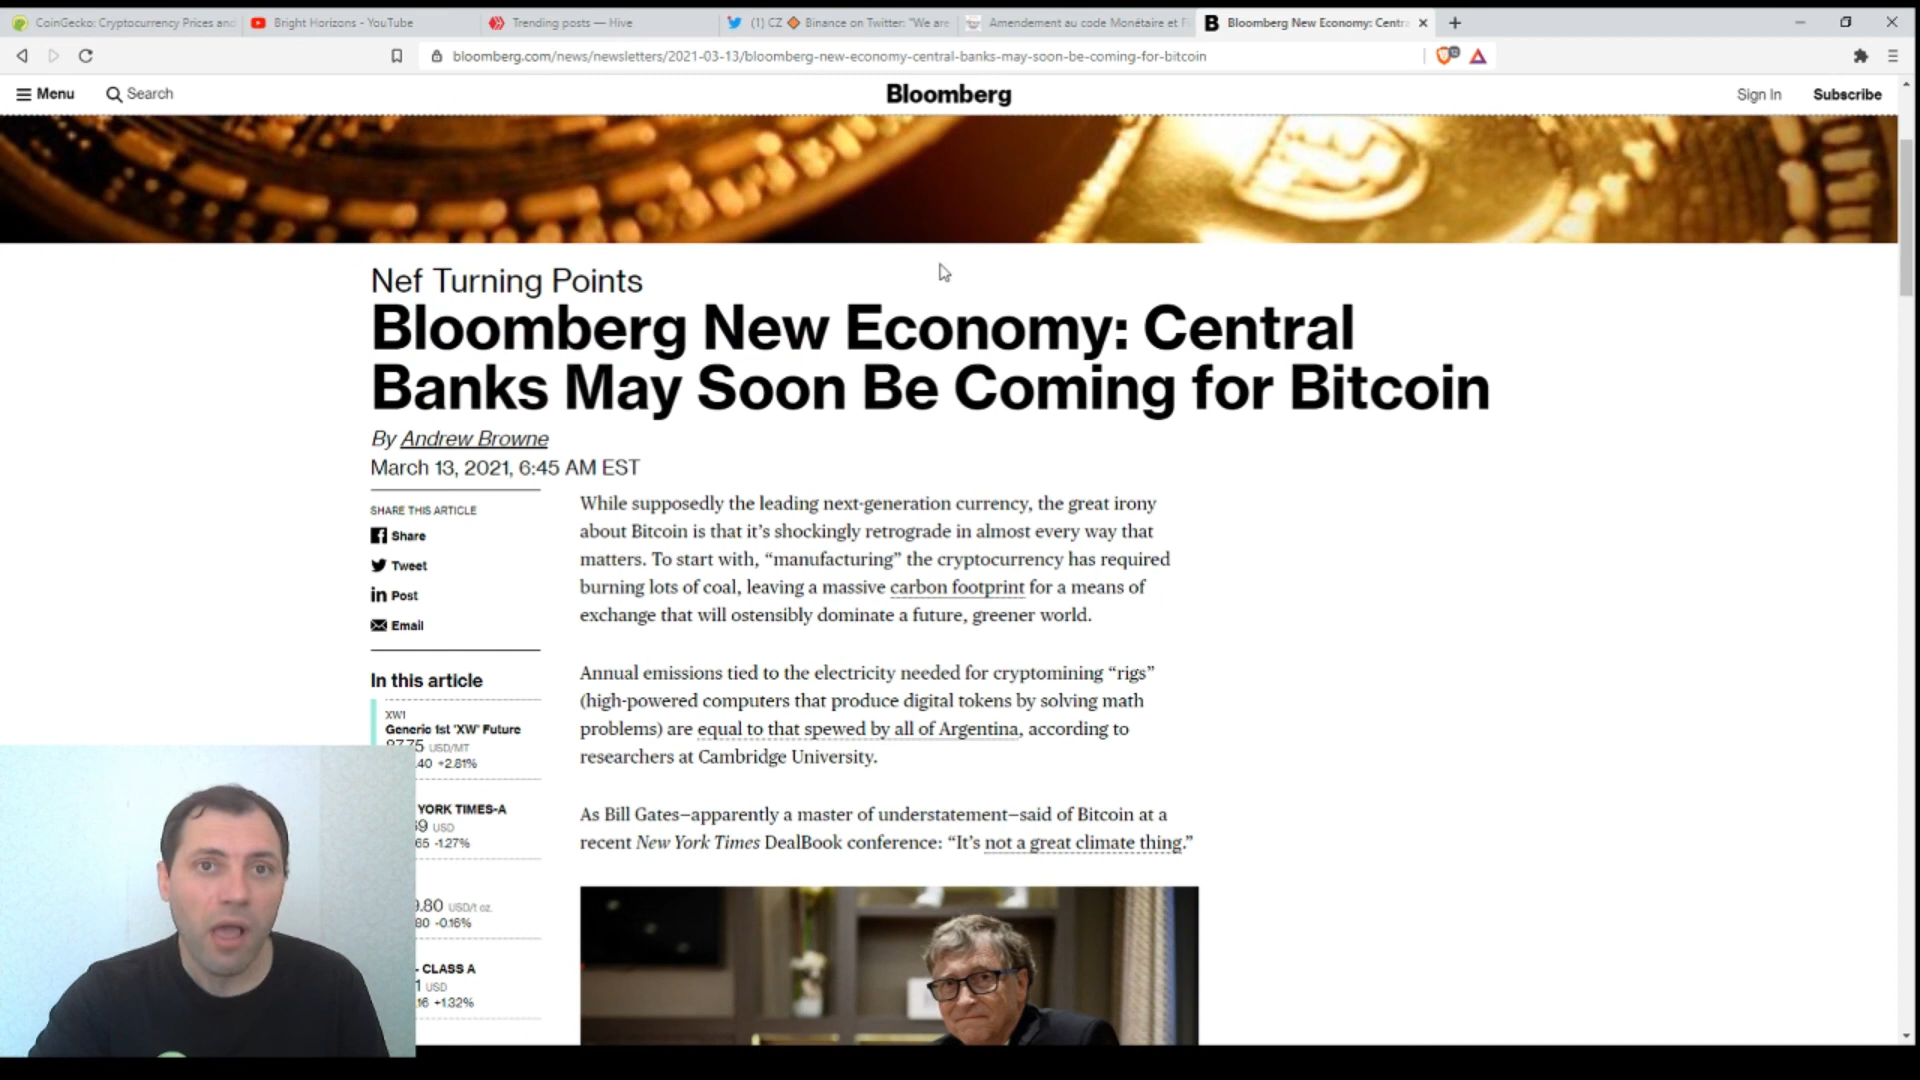 CoinGecko: Cryptocurrency Prices and
Bright Horizons - YouTube
Trending posts — Hive
(1) CZ 🔶 Binance on Twitter: "We are
Amendement au code Monétaire et Fi
Bloomberg New Economy: Centr
bloomberg.com/news/newsletters/2021-03-13/bloomberg-new-economy-central-banks-may-soon-be-coming-for-bitcoin
Menu
Search
Bloomberg
Sign In
Subscribe
Nef Turning Points
Bloomberg New Economy: Central
Banks May Soon Be Coming for Bitcoin
By Andrew Browne
March 13, 2021, 6:45 AM EST
SHARE THIS ARTICLE
Share
Tweet
Post
Email
In this article
XW1
Generic 1st 'XW' Future
USD/MT
.40 +2.81%
YORK TIMES-A
USD
65 -1.27%
9.80 USD/t oz.
80 -0.16%
- CLASS A
USD
16 +1.32%
While supposedly the leading next-generation currency, the great irony
about Bitcoin is that it’s shockingly retrograde in almost every way that
matters. To start with, “manufacturing” the cryptocurrency has required
burning lots of coal, leaving a massive carbon footprint for a means of
exchange that will ostensibly dominate a future, greener world.
Annual emissions tied to the electricity needed for cryptomining “rigs”
(high-powered computers that produce digital tokens by solving math
problems) are equal to that spewed by all of Argentina, according to
researchers at Cambridge University.
As Bill Gates—apparently a master of understatement—said of Bitcoin at a
recent New York Times DealBook conference: “It’s not a great climate thing.”